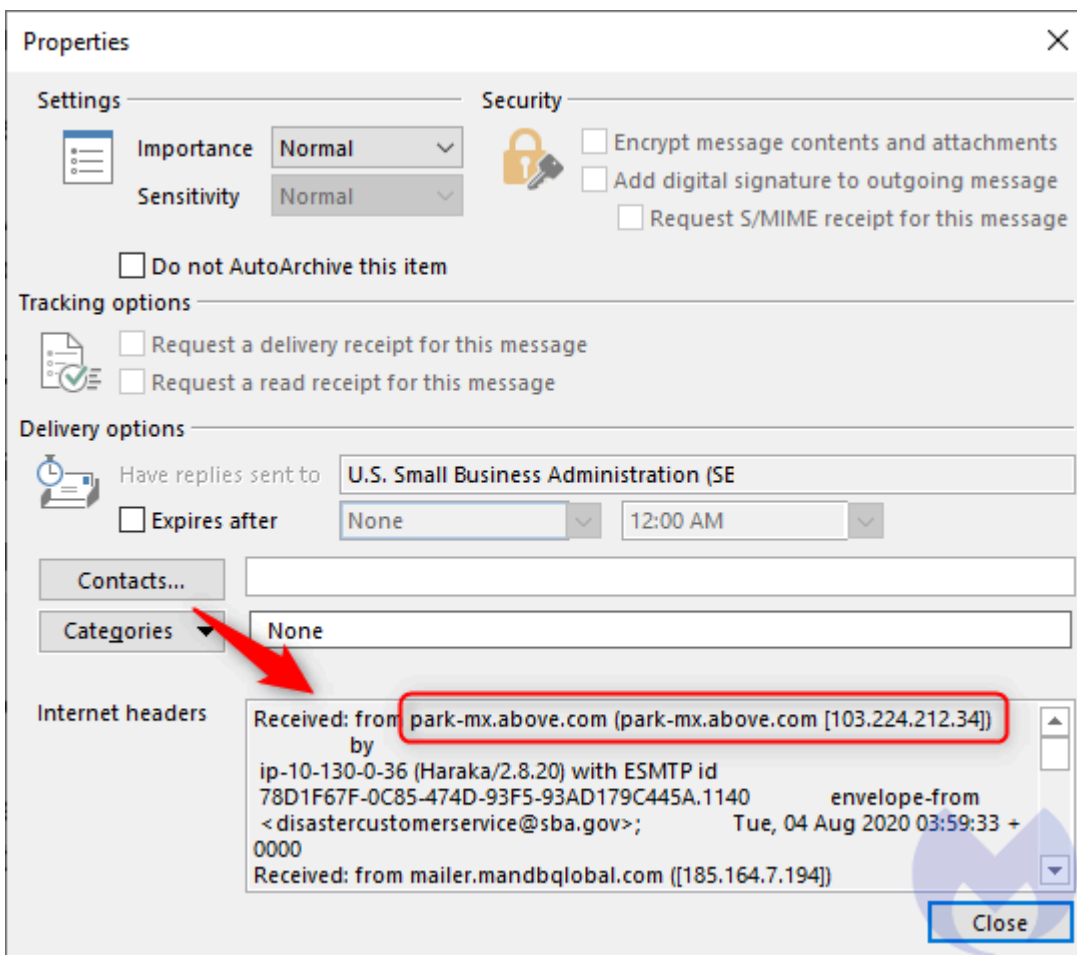 Properties
Settings
Security
Importance Normal
Sensitivity Normal
Encrypt message contents and attachments
Add digital signature to outgoing message
Request S/MIME receipt for this message
Do not AutoArchive this item
Tracking options
Request a delivery receipt for this message
Request a read receipt for this message
Delivery options
Have replies sent to U.S. Small Business Administration (SE
Expires after None 12:00 AM
Contacts...
Categories None
Internet headers
Received: from park-mx.above.com (park-mx.above.com [103.224.212.34])
by
ip-10-130-0-36 (Haraka/2.8.20) with ESMTP id
78D1F67F-0C85-474D-93F5-93AD179C445A.1140 envelope-from
<disastercustomerservice@sba.gov>; Tue, 04 Aug 2020 03:59:33 +
0000
Received: from mailer.mandbqlobal.com ([185.164.7.194])
Close